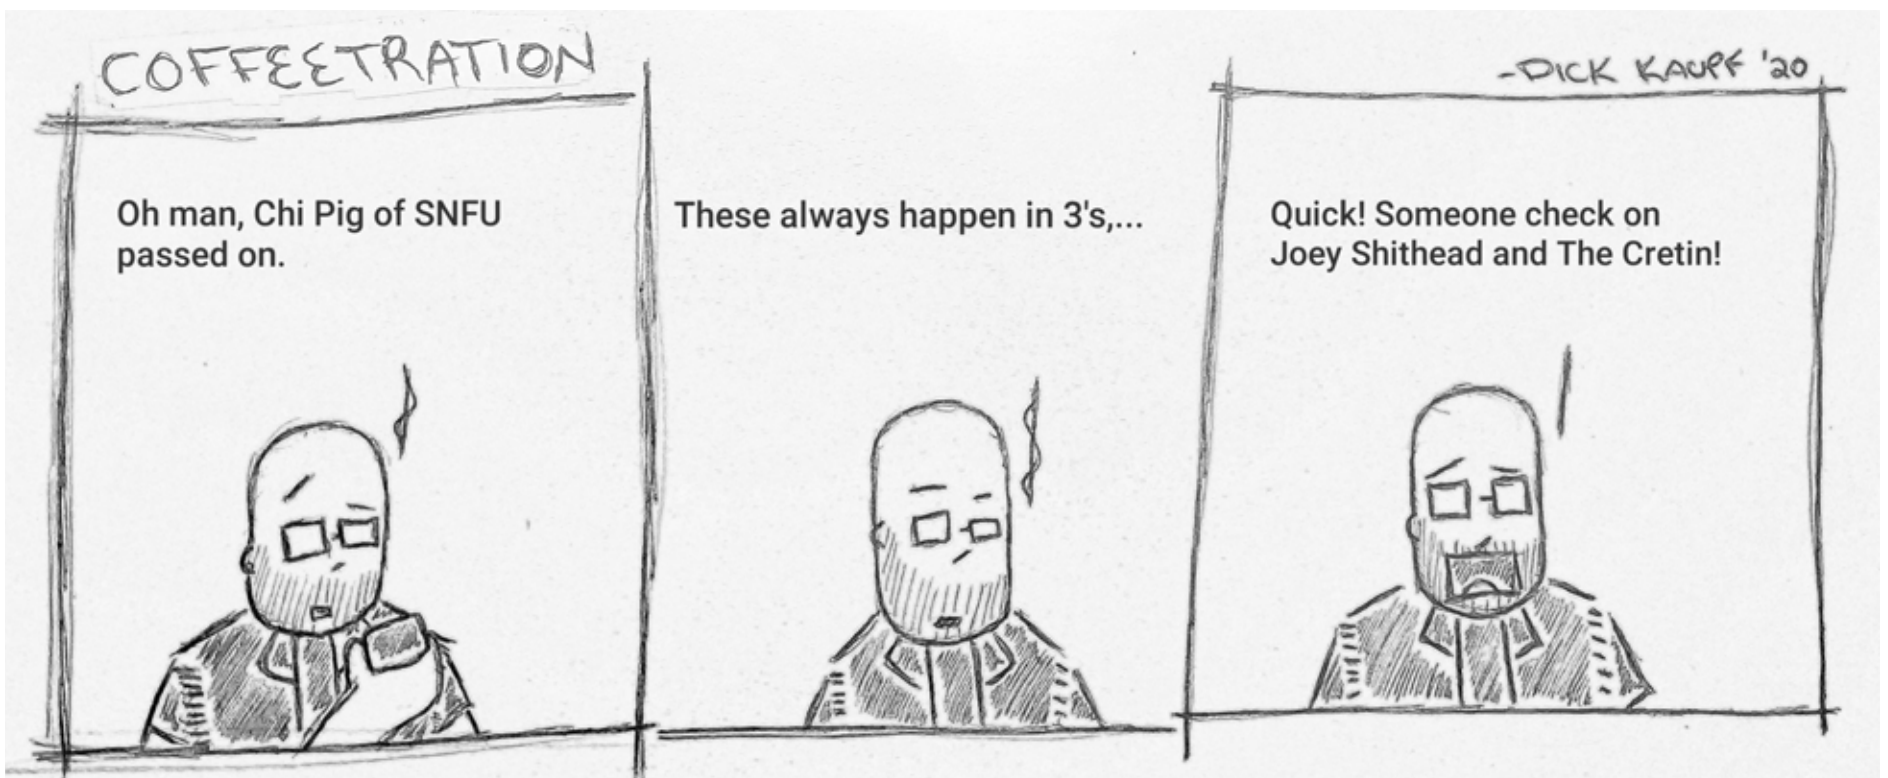 COFFEETRATION
-DICK KAUPF '20
Oh man, Chi Pig of SNFU
passed on.
These always happen in 3's,...
Quick! Someone check on
Joey Shithead and The Cretin!